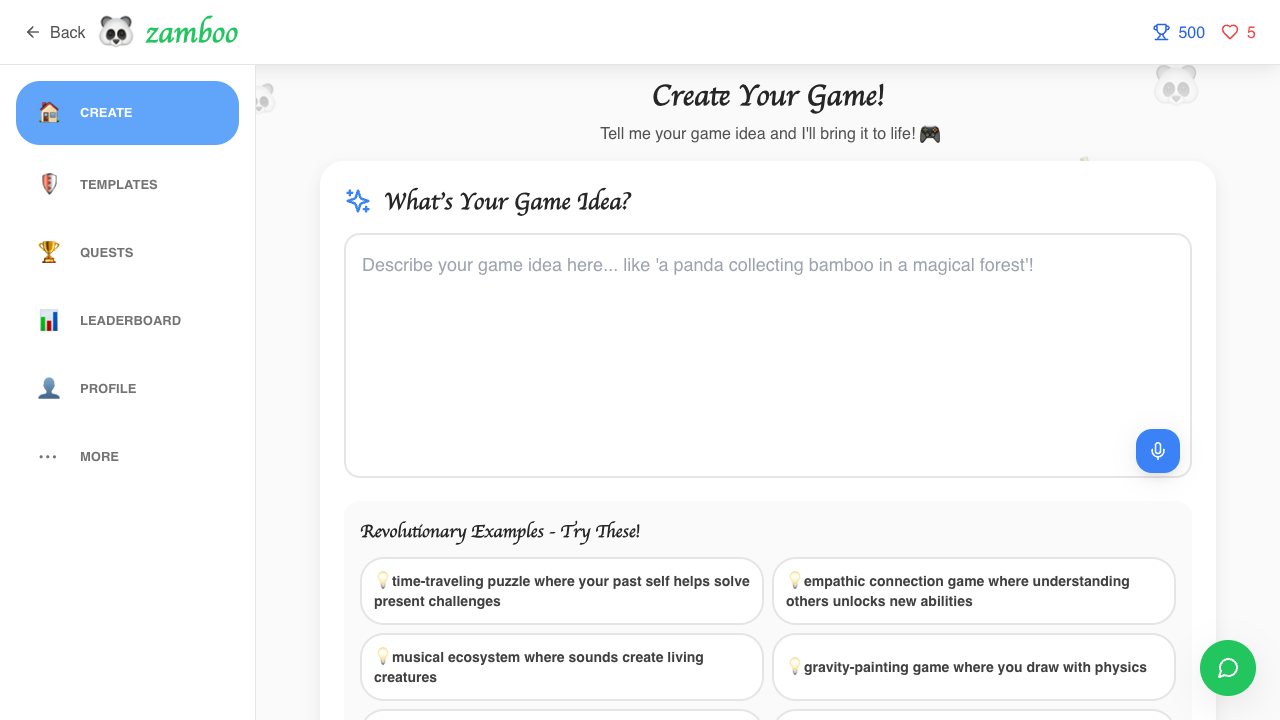 Back
zamboo
500
5
CREATE
TEMPLATES
QUESTS
LEADERBOARD
PROFILE
MORE
Create Your Game!
Tell me your game idea and I'll bring it to life!
What's Your Game Idea?
Describe your game idea here... like 'a panda collecting bamboo in a magical forest'!
Revolutionary Examples - Try These!
time-traveling puzzle where your past self helps solve
present challenges
empathic connection game where understanding
others unlocks new abilities
musical ecosystem where sounds create living
creatures
gravity-painting game where you draw with physics